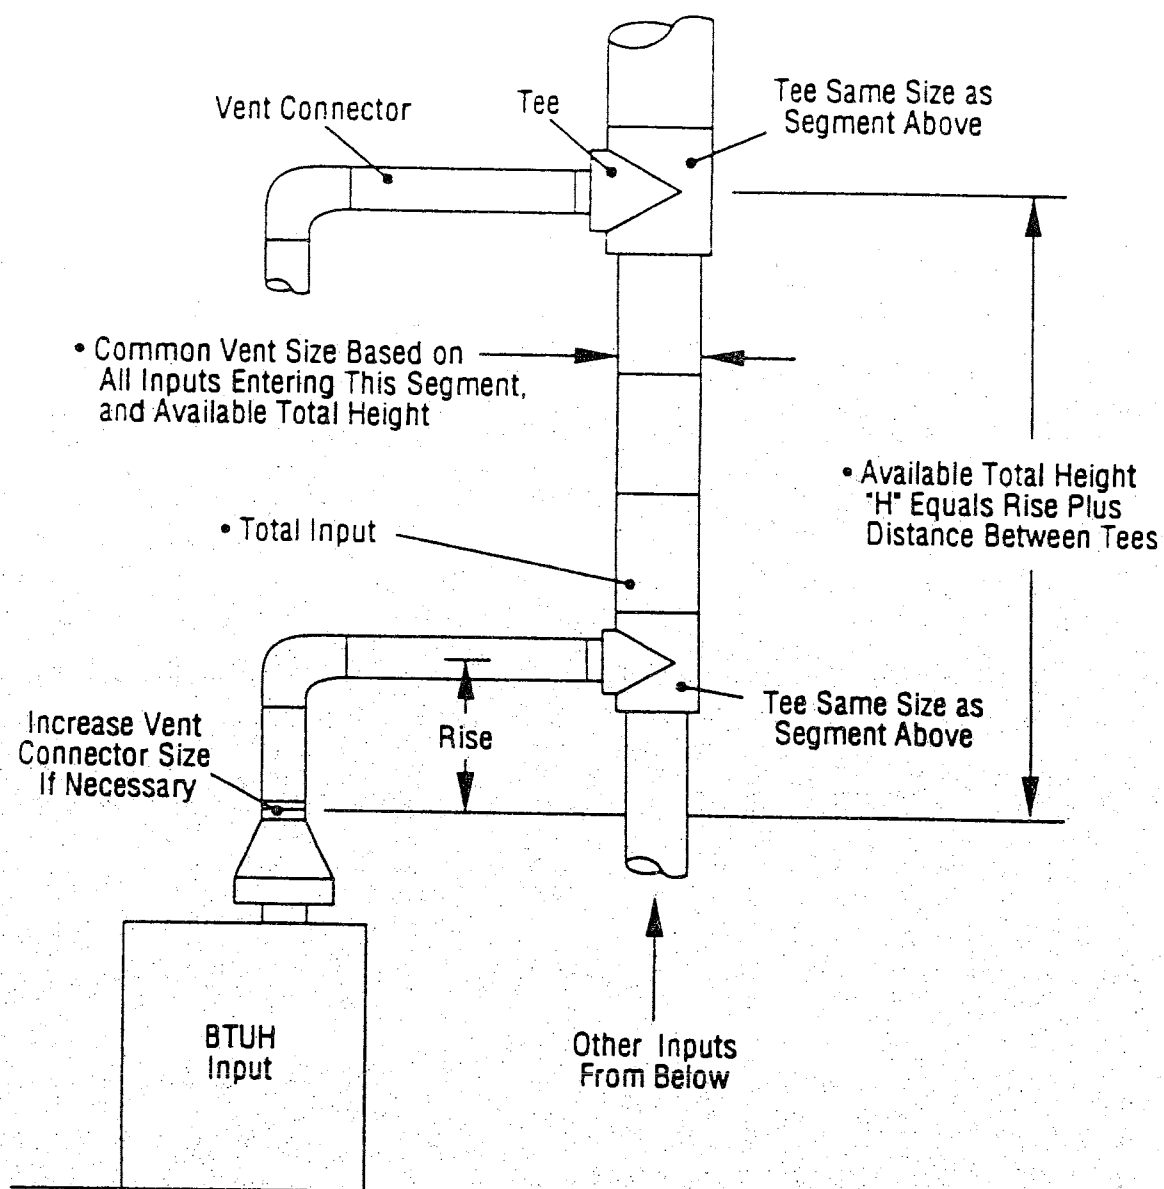 Vent Connector
Tee
Tee Same Size as
Segment Above
• Common Vent Size Based on
All Inputs Entering This Segment,
and Available Total Height
• Available Total Height
"H" Equals Rise Plus
Distance Between Tees
• Total Input
Increase Vent
Connector Size
If Necessary
Rise
Tee Same Size as
Segment Above
BTUH
Input
Other Inputs
From Below